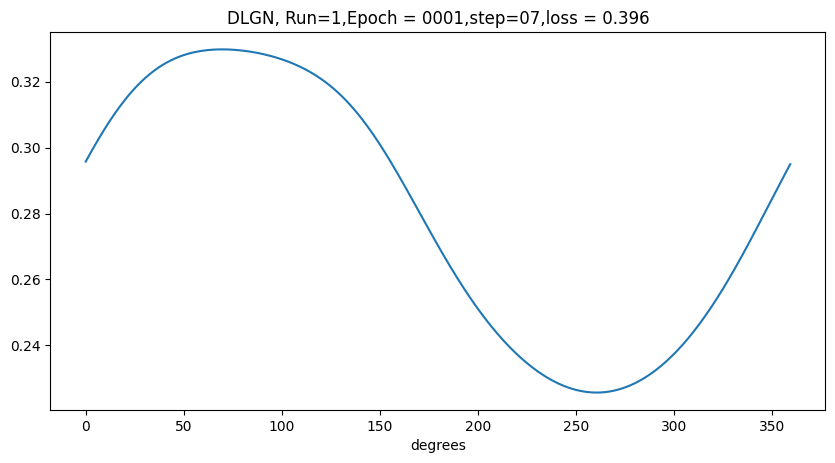 DLGN, Run=1,Epoch = 0001,step=07,loss = 0.396
0.32
0.30
0.28
0.26
0.24
0 50 100 150 200 250 300 350
degrees